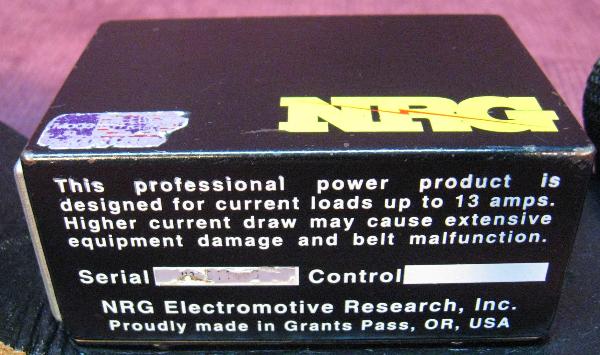 NRG
This professional power product is
designed for current loads up to 13 amps.
Higher current draw may cause extensive
equipment damage and belt malfunction.
Serial Control
NRG Electromotive Research, Inc.
Proudly made in Grants Pass, OR, USA